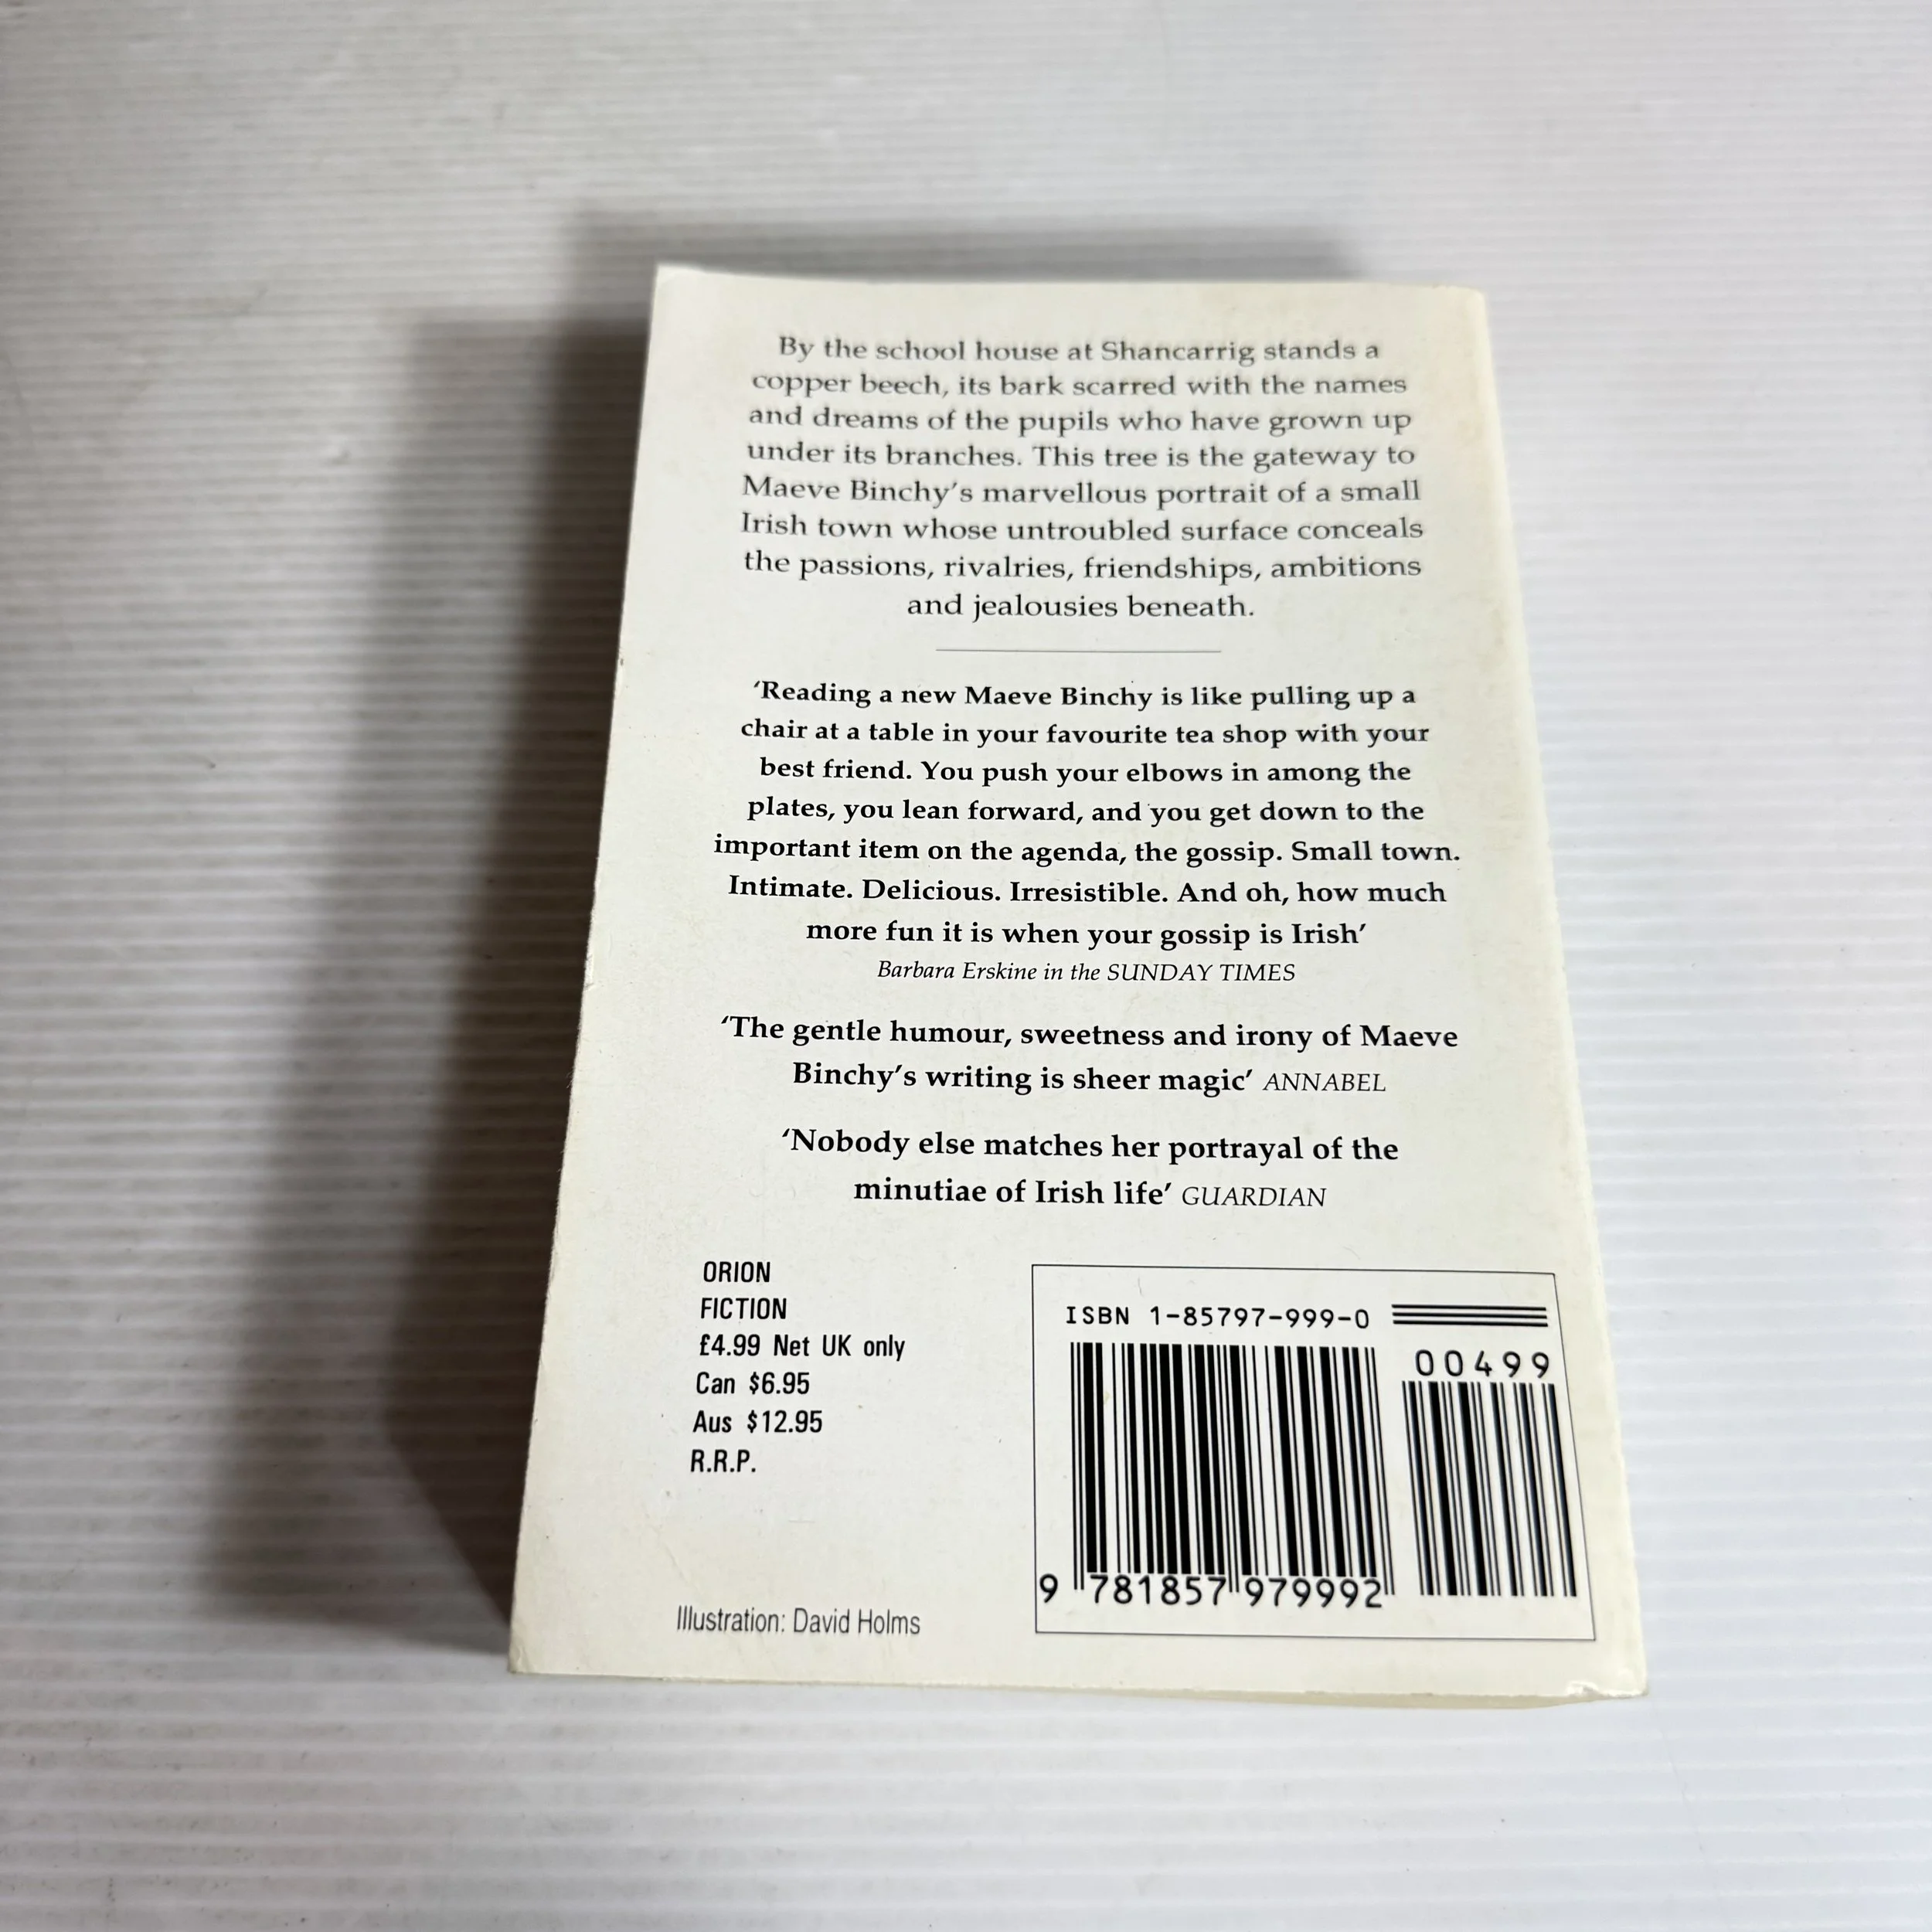 By the school house at Shancarrig stands a
copper beech, its bark scarred with the names
and dreams of the pupils who have grown up
under its branches. This tree is the gateway to
Maeve Binchy's marvellous portrait of a small
Irish town whose untroubled surface conceals
the passions, rivalries, friendships, ambitions
and jealousies beneath.
‘Reading a new Maeve Binchy is like pulling up a
chair at a table in your favourite tea shop with your
best friend. You push your elbows in among the
plates, you lean forward, and you get down to the
important item on the agenda, the gossip. Small town.
Intimate. Delicious. Irresistible. And oh, how much
more fun it is when your gossip is Irish’
Barbara Erskine in the SUNDAY TIMES
‘The gentle humour, sweetness and irony of Maeve
Binchy’s writing is sheer magic’ ANNABEL
‘Nobody else matches her portrayal of the
minutiae of Irish life’ GUARDIAN
ORION
FICTION
£4.99 Net UK only
Can $6.95
Aus $12.95
R.R.P.
Illustration: David Holms
ISBN 1-85797-999-0
00499
9 781857 979992